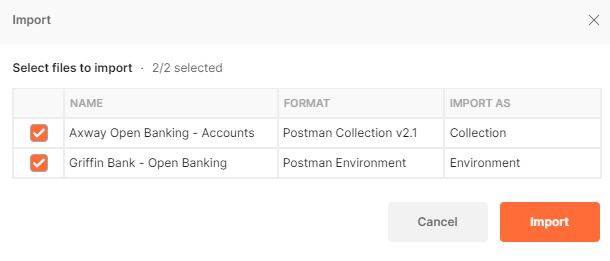 Import
Select files to import · 2/2 selected
NAME FORMAT IMPORT AS
Axway Open Banking - Accounts Postman Collection v2.1 Collection
Griffin Bank - Open Banking Postman Environment Environment
Cancel Import